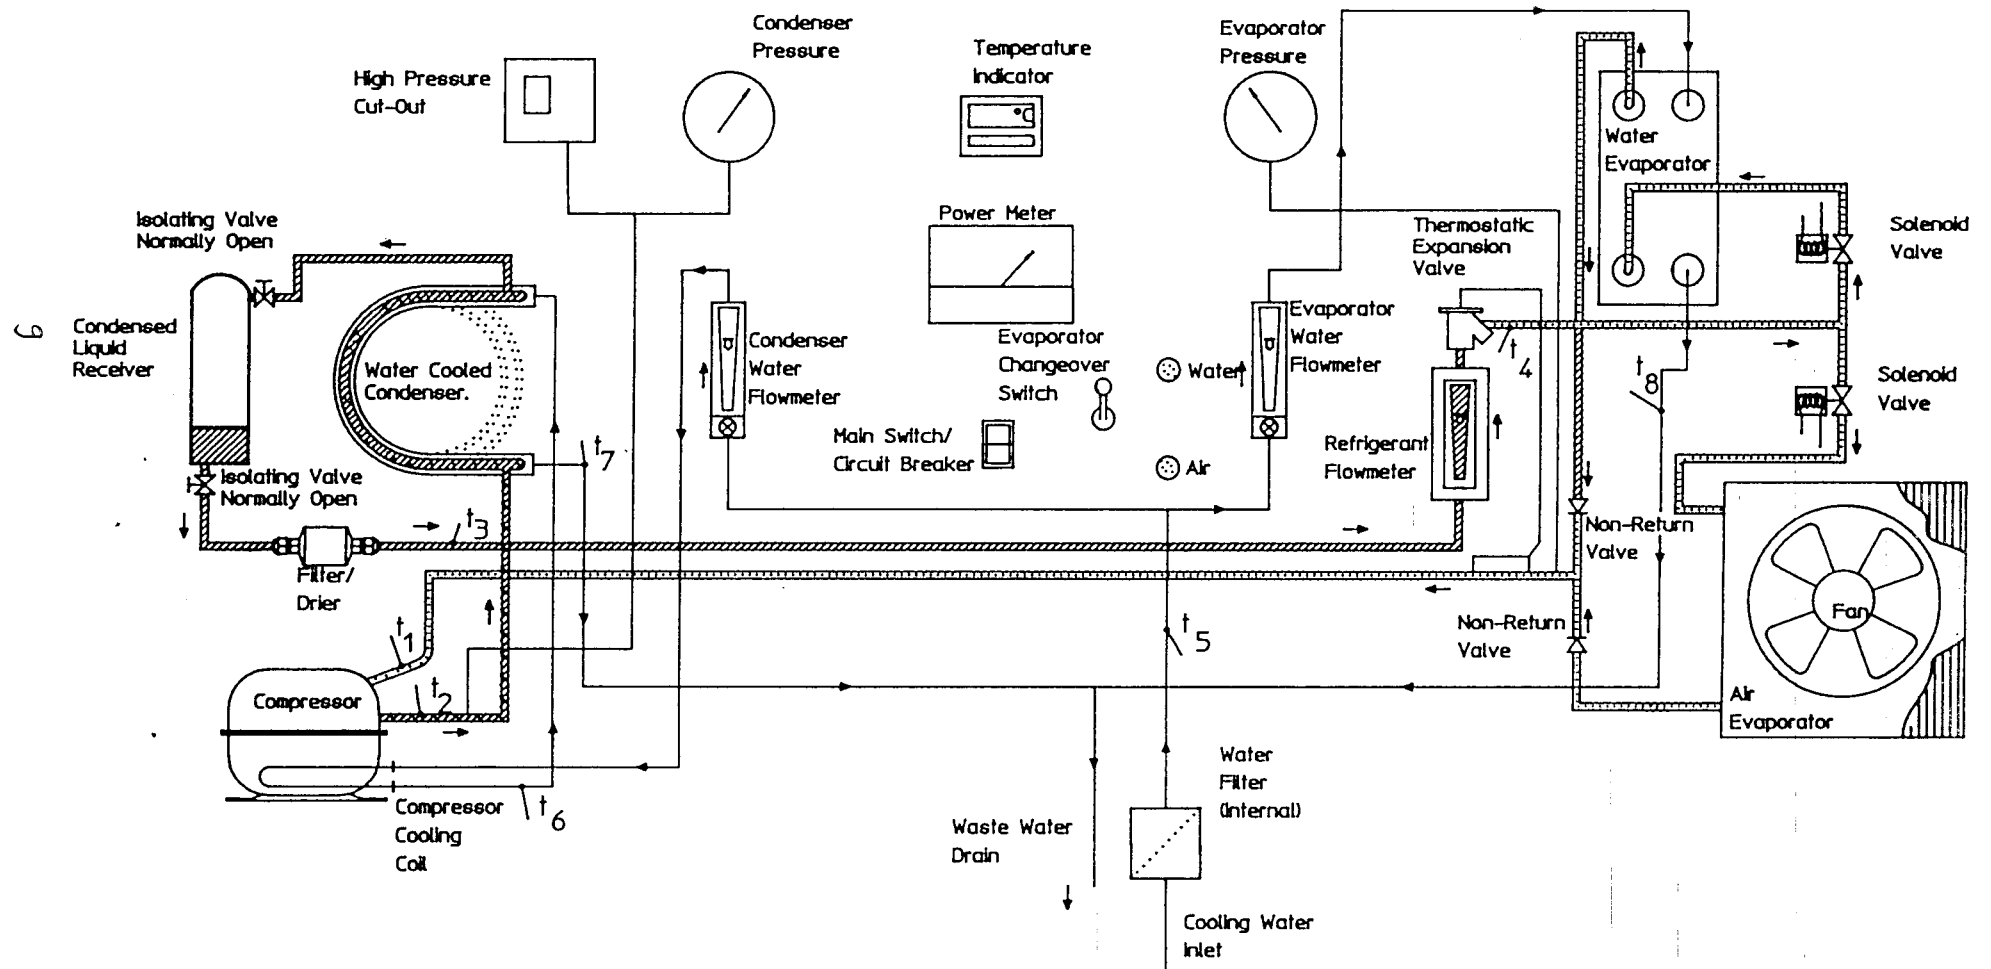 Condenser
Pressure
High Pressure
Cut-Out
Temperature
Indicator
Evaporator
Pressure
Water
Evaporator
Isolating Valve
Normally Open
Power Meter
Thermostatic
Expansion
Valve
Solenoid
Valve
Condensed
Liquid
Receiver
Water Cooled
Condenser.
Condenser
Water
Flowmeter
Evaporator
Changeaver
Switch
Water
Evaporator
Water
Flowmeter
t4
t8
Solenoid
Valve
Main Switch/
Circuit Breaker
Air
Refrigerant
Flowmeter
t7
Isolating Valve
Normally Open
t3
Filter/
Drier
Non-Return
Valve
Fan
t1
t5
Non-Return
Valve
Compressor
t2
Air
Evaporator
t6
Compressor
Cooling
Coil
Water
Filter
(Internal)
Waste Water
Drain
Cooling Water
Inlet
9